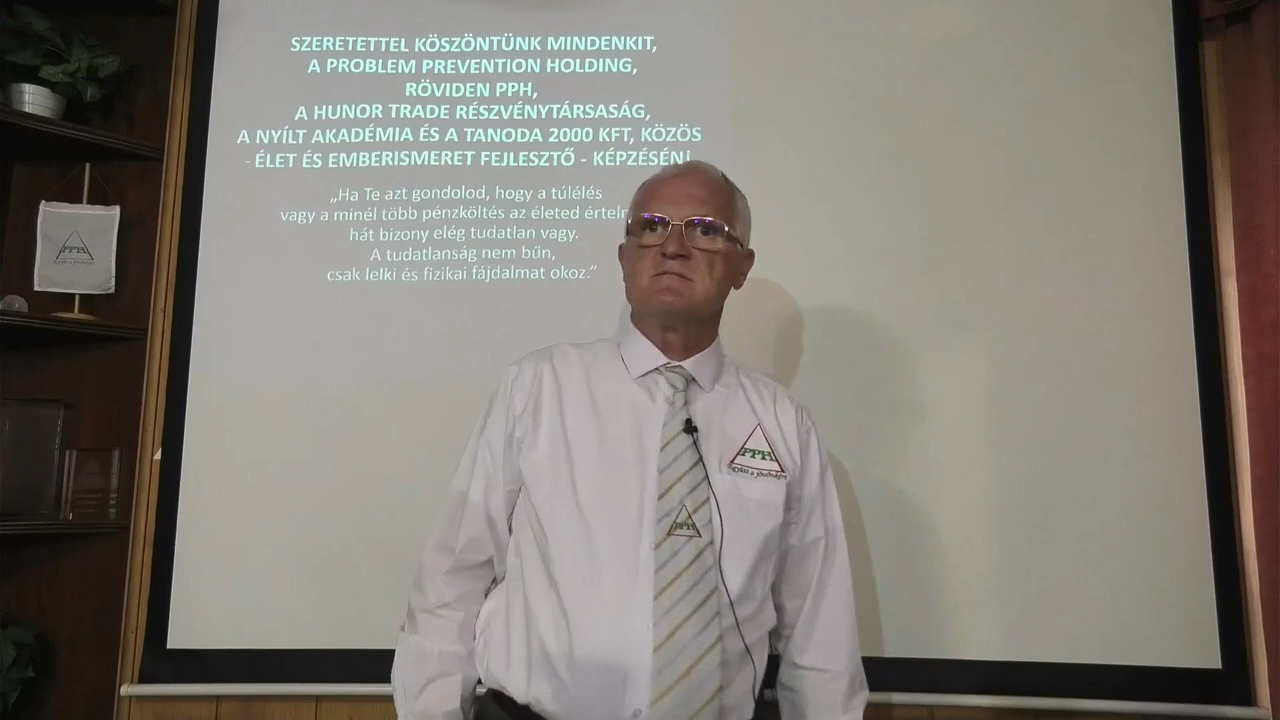 SZERETETTEL KÖSZÖNTÜNK MINDENKIT,
A PROBLEM PREVENTION HOLDING,
RÖVIDEN PPH,
A HUNOR TRADE RÉSZVÉNYTÁRSASÁG,
A NYÍLT AKADÉMIA ÉS A TANODA 2000 KFT, KÖZÖS
- ÉLET ÉS EMBERISMERET FEJLESZTŐ - KÉPZÉSÉN!
„Ha Te azt gondolod, hogy a túlélés
vagy a minél több pénzköltés az életed
hát bizony elég tudatlan vagy.
A tudatlanság nem bűn,
csak lelki és fizikai fájdalmat okoz.”
PPH
PPH
Együtt a jövőnkért
PPH